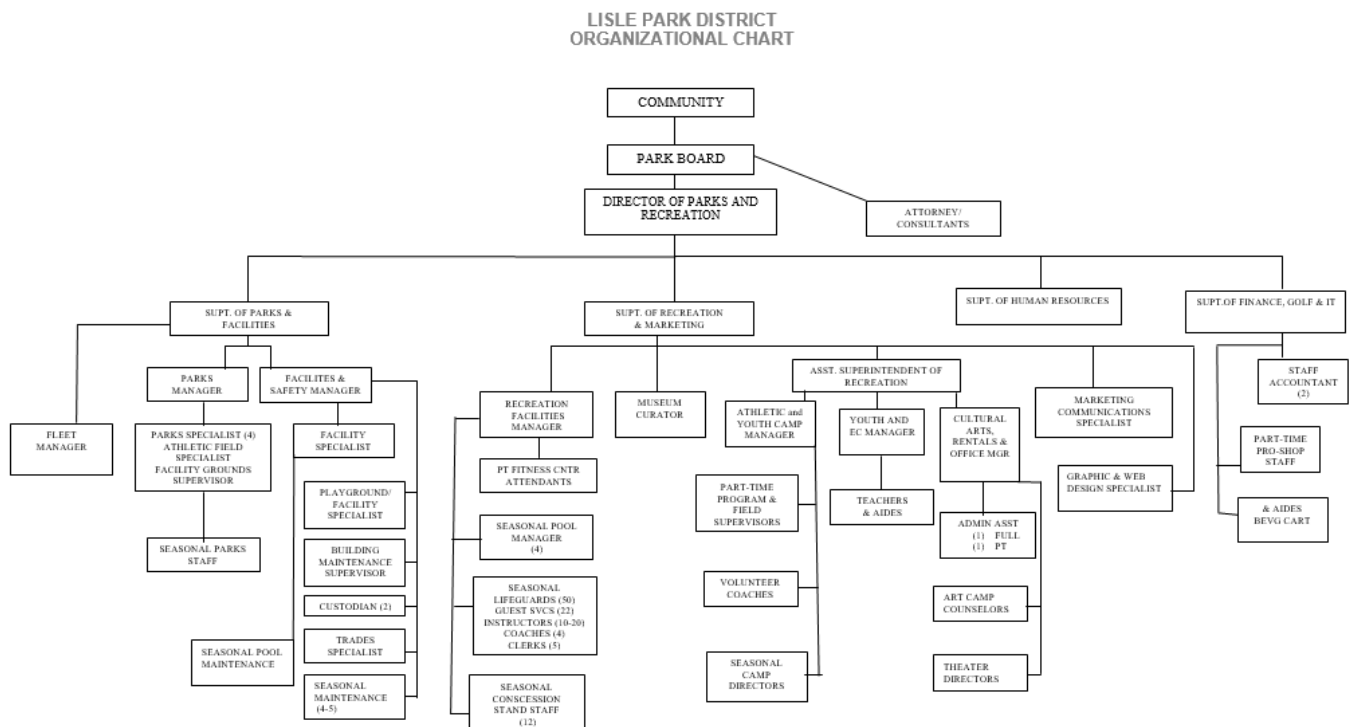 LISLE PARK DISTRICT
ORGANIZATIONAL CHART
COMMUNITY
PARK BOARD
DIRECTOR OF PARKS AND
RECREATION
ATTORNEY/
CONSULTANTS
SUPT. OF PARKS &
FACILITIES
SUPT. OF RECREATION
& MARKETING
SUPT. OF HUMAN RESOURCES
SUPT.OF FINANCE, GOLF & IT
PARKS
MANAGER
FACILITES &
SAFETY MANAGER
FLEET
MANAGER
PARKS SPECIALIST (4)
ATHLETIC FIELD
SPECIALIST
FACILITY GROUNDS
SUPERVISOR
SEASONAL PARKS
STAFF
FACILITY
SPECIALIST
PLAYGROUND/
FACILITY
SPECIALIST
BUILDING
MAINTENANCE
SUPERVISOR
CUSTODIAN (2)
TRADES
SPECIALIST
SEASONAL
MAINTENANCE
(4-5)
SEASONAL POOL
MAINTENANCE
RECREATION
FACILITIES
MANAGER
PT FITNESS CNTR
ATTENDANTS
SEASONAL POOL
MANAGER
(4)
SEASONAL
LIFEGUARDS (50)
GUEST SVCS (22)
INSTRUCTORS (10-20)
COACHES (4)
CLERKS (5)
SEASONAL
CONSCESSION
STAND STAFF
(12)
MUSEUM
CURATOR
ASST. SUPERINTENDENT OF
RECREATION
ATHLETIC and
YOUTH CAMP
MANAGER
PART-TIME
PROGRAM &
FIELD
SUPERVISORS
VOLUNTEER
COACHES
SEASONAL
CAMP
DIRECTORS
YOUTH AND
EC MANAGER
TEACHERS
& AIDES
CULTURAL
ARTS,
RENTALS &
OFFICE MGR
ADMIN ASST
(1) FULL
(1) PT
ART CAMP
COUNSELORS
THEATER
DIRECTORS
MARKETING
COMMUNICATIONS
SPECIALIST
GRAPHIC & WEB
DESIGN SPECIALIST
STAFF
ACCOUNTANT
(2)
PART-TIME
PRO-SHOP
STAFF
& AIDES
BEVG CART